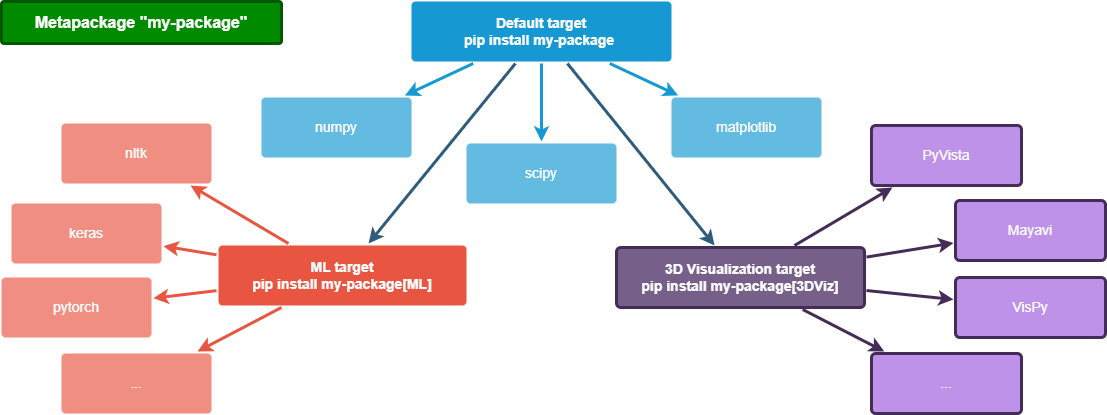 Metapackage "my-package"
Default target
pip install my-package
numpy
matplotlib
scipy
nltk
keras
pytorch
...
ML target
pip install my-package[ML]
3D Visualization target
pip install my-package[3DViz]
PyVista
Mayavi
VisPy
...